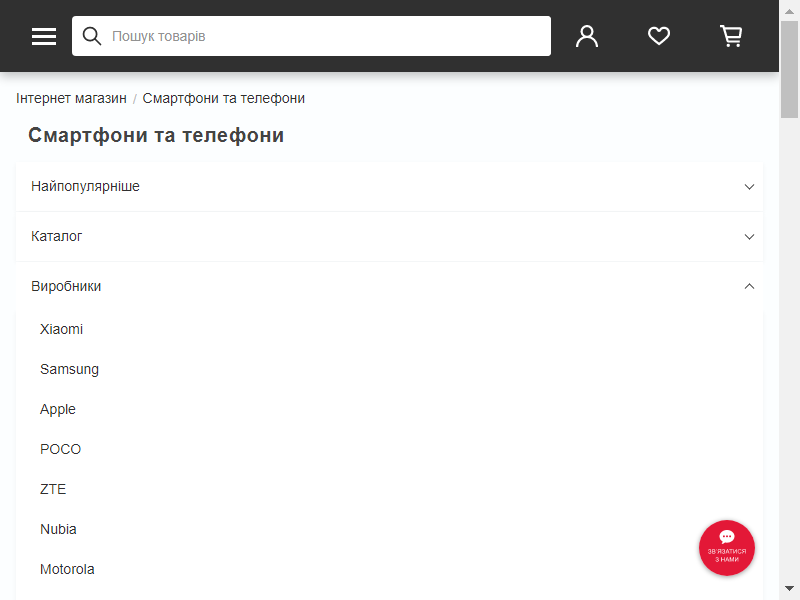 Пошук товарів
Інтернет магазин / Смартфони та телефони
Смартфони та телефони
Найпопулярніше
Каталог
Виробники
Xiaomi
Samsung
Apple
POCO
ZTE
Nubia
Motorola
ЗВ'ЯЗАТИСЯ
З НАМИ